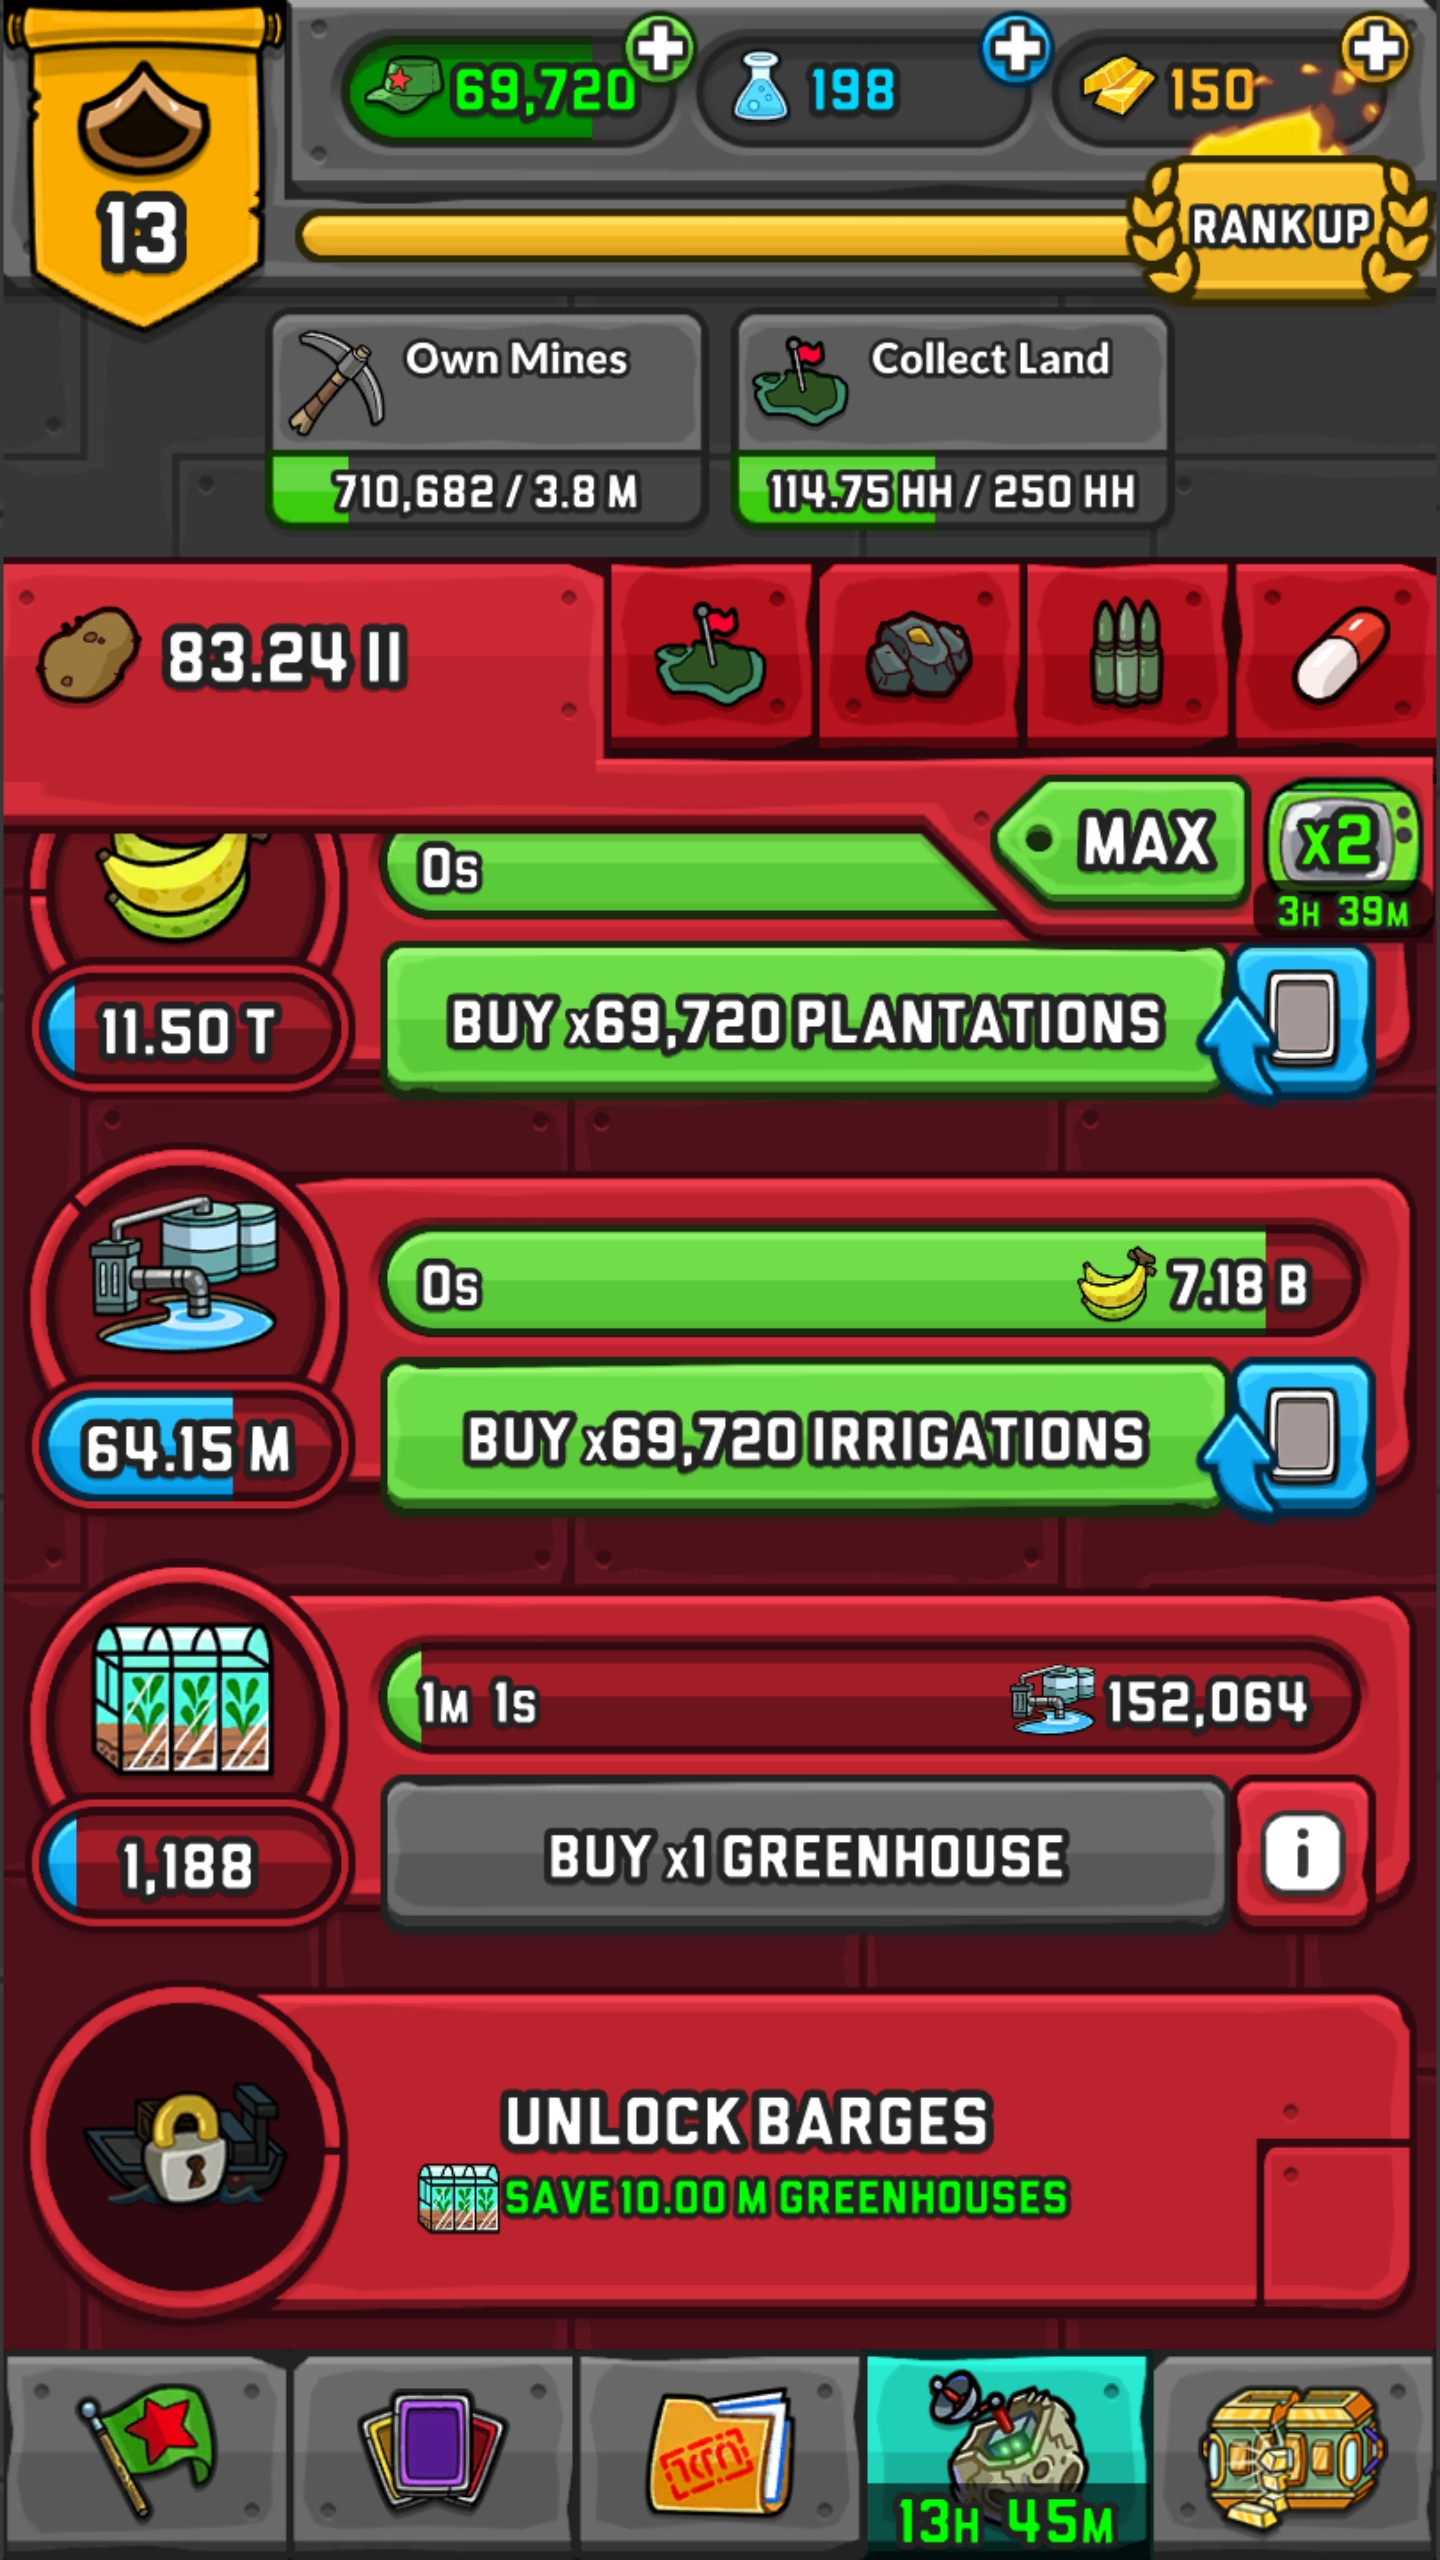 13
69,720
198
150
RANK UP
Own Mines
710,682 / 3.8 M
Collect Land
114.75 HH / 250 HH
83.24 II
MAX
x2
3H 39M
0s
11.50 T
BUY x69,720 PLANTATIONS
0s
7.18 B
64.15 M
BUY x69,720 IRRIGATIONS
1M 1s
152,064
1,188
BUY x1 GREENHOUSE
i
UNLOCK BARGES
SAVE 10.00 M GREENHOUSES
13H 45M